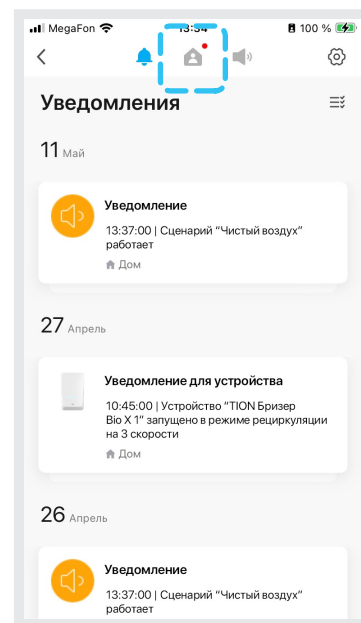 MegaFon 13:34 100 %
Уведомления
11 Май
Уведомление
13:37:00 | Сценарий “Чистый воздух”
работает
Дом
27 Апрель
Уведомление для устройства
10:45:00 | Устройство “TION Бризер
Bio X 1” запущено в режиме рециркуляции
на 3 скорости
Дом
26 Апрель
Уведомление
13:37:00 | Сценарий “Чистый воздух”
работает